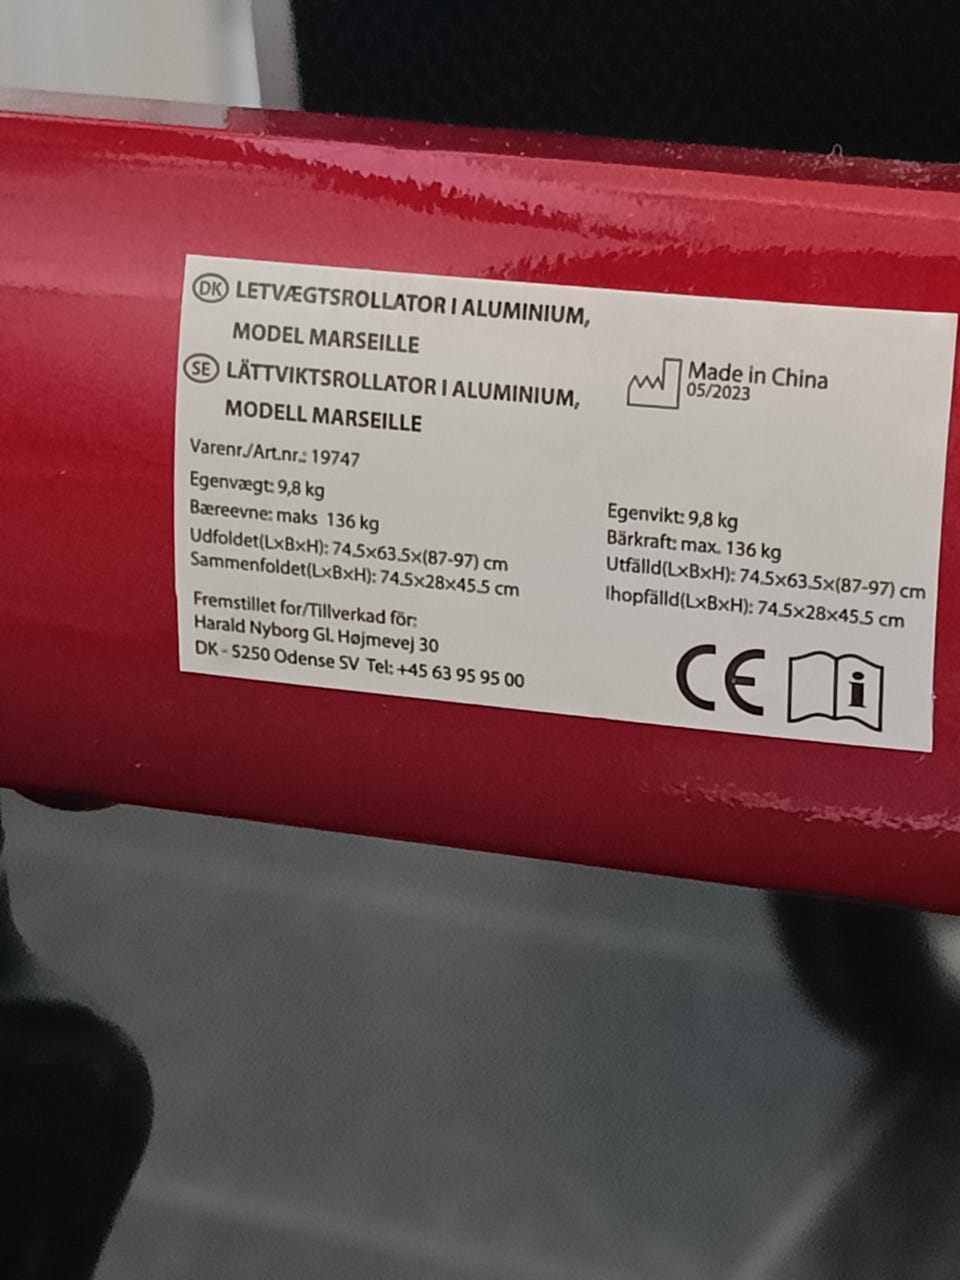 DK LETVÆGTSROLLATOR I ALUMINIUM,
MODEL MARSEILLE
SE LÄTTVIKTSROLLATOR I ALUMINIUM,
MODELL MARSEILLE
Made in China
05/2023
Varenr./Art.nr.: 19747
Egenvægt: 9,8 kg
Bæreevne: maks 136 kg
Udfoldet(L×B×H): 74.5×63.5×(87-97) cm
Sammenfoldet(L×B×H): 74.5×28×45.5 cm
Egenvikt: 9,8 kg
Bärkraft: max. 136 kg
Utfälld(L×B×H): 74.5×63.5×(87-97) cm
Ihopfälld(L×B×H): 74.5×28×45.5 cm
Fremstillet for/Tillverkad för:
Harald Nyborg Gl. Højmevej 30
DK - 5250 Odense SV Tel: +45 63 95 95 00
CE
i